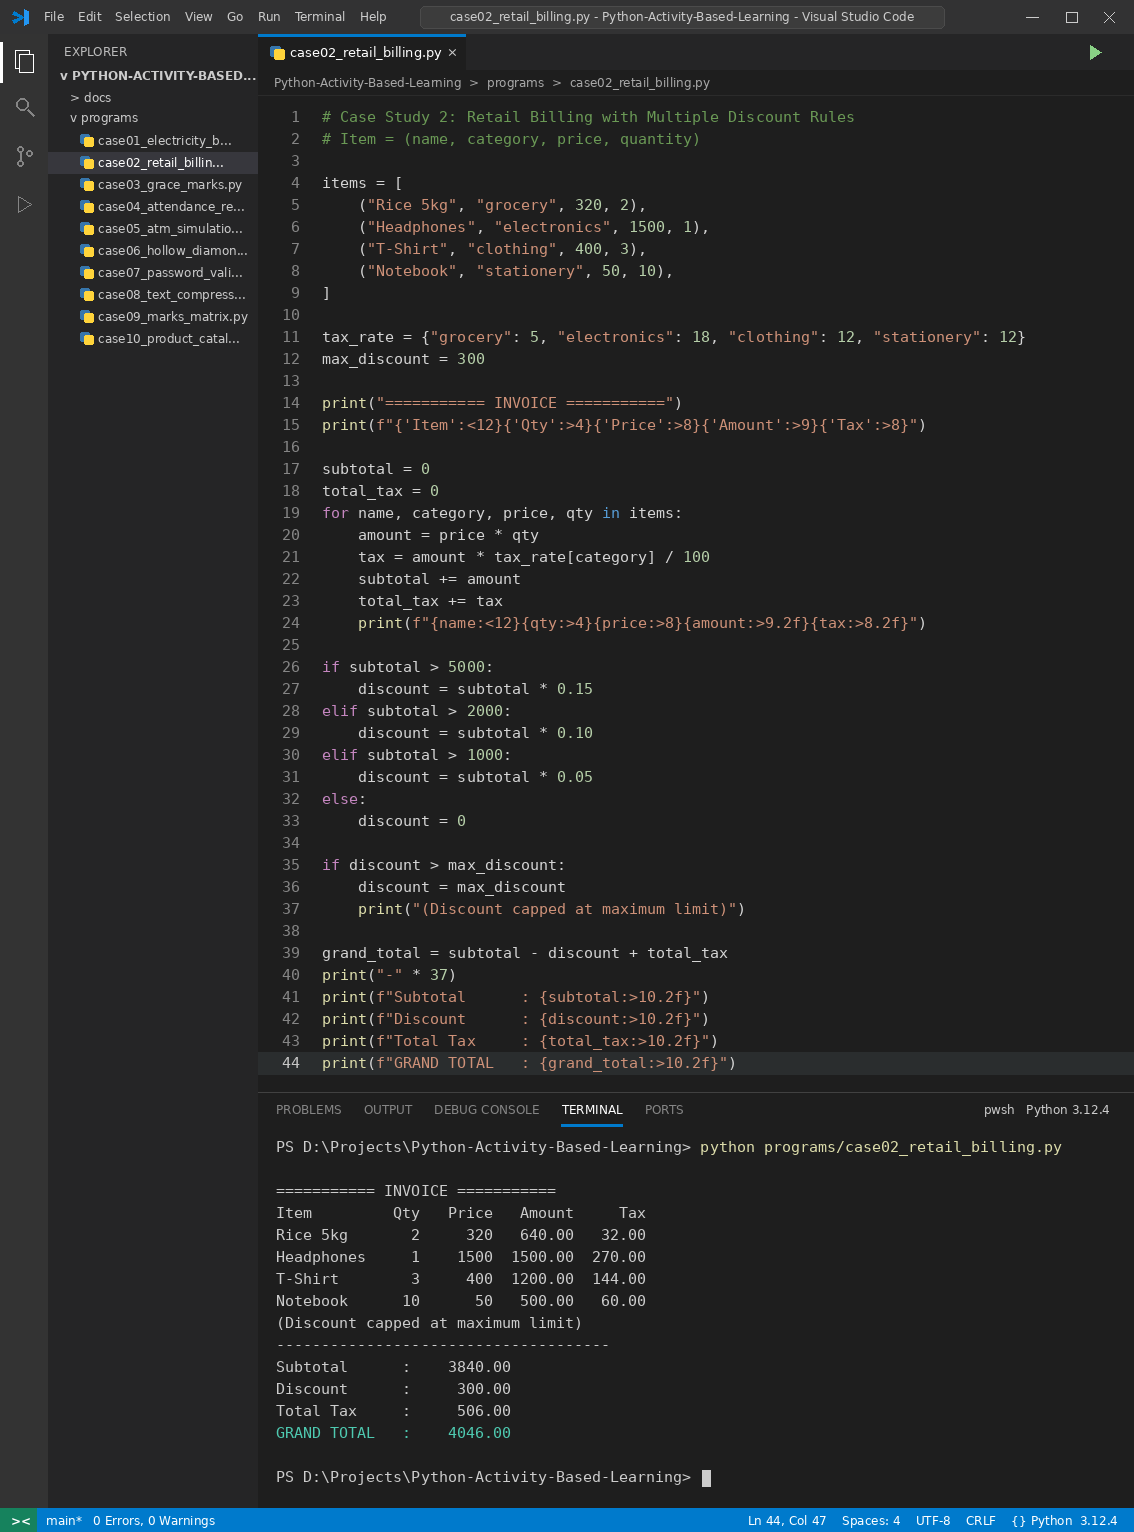 File Edit Selection View Go Run Terminal Help case02_retail_billing.py - Python-Activity-Based-Learning - Visual Studio Code
EXPLORER
v PYTHON-ACTIVITY-BASED...
> docs
v programs
case01_electricity_b...
case02_retail_billin...
case03_grace_marks.py
case04_attendance_re...
case05_atm_simulatio...
case06_hollow_diamon...
case07_password_vali...
case08_text_compress...
case09_marks_matrix.py
case10_product_catal...
case02_retail_billing.py ×
Python-Activity-Based-Learning > programs > case02_retail_billing.py
1 # Case Study 2: Retail Billing with Multiple Discount Rules
2 # Item = (name, category, price, quantity)
3
4 items = [
5     ("Rice 5kg", "grocery", 320, 2),
6     ("Headphones", "electronics", 1500, 1),
7     ("T-Shirt", "clothing", 400, 3),
8     ("Notebook", "stationery", 50, 10),
9 ]
10
11 tax_rate = {"grocery": 5, "electronics": 18, "clothing": 12, "stationery": 12}
12 max_discount = 300
13
14 print("=========== INVOICE ===========")
15 print(f"{'Item':<12}{'Qty':>4}{'Price':>8}{'Amount':>9}{'Tax':>8}")
16
17 subtotal = 0
18 total_tax = 0
19 for name, category, price, qty in items:
20     amount = price * qty
21     tax = amount * tax_rate[category] / 100
22     subtotal += amount
23     total_tax += tax
24     print(f"{name:<12}{qty:>4}{price:>8}{amount:>9.2f}{tax:>8.2f}")
25
26 if subtotal > 5000:
27     discount = subtotal * 0.15
28 elif subtotal > 2000:
29     discount = subtotal * 0.10
30 elif subtotal > 1000:
31     discount = subtotal * 0.05
32 else:
33     discount = 0
34
35 if discount > max_discount:
36     discount = max_discount
37     print("(Discount capped at maximum limit)")
38
39 grand_total = subtotal - discount + total_tax
40 print("-" * 37)
41 print(f"Subtotal      : {subtotal:>10.2f}")
42 print(f"Discount      : {discount:>10.2f}")
43 print(f"Total Tax     : {total_tax:>10.2f}")
44 print(f"GRAND TOTAL   : {grand_total:>10.2f}")
PROBLEMS OUTPUT DEBUG CONSOLE TERMINAL PORTS pwsh Python 3.12.4
PS D:\Projects\Python-Activity-Based-Learning> python programs/case02_retail_billing.py
=========== INVOICE ===========
Item         Qty   Price   Amount     Tax
Rice 5kg       2     320   640.00   32.00
Headphones     1    1500  1500.00  270.00
T-Shirt        3     400  1200.00  144.00
Notebook      10      50   500.00   60.00
(Discount capped at maximum limit)
-------------------------------------
Subtotal      :    3840.00
Discount      :     300.00
Total Tax     :     506.00
GRAND TOTAL   :    4046.00
PS D:\Projects\Python-Activity-Based-Learning>
>< main* 0 Errors, 0 Warnings Ln 44, Col 47 Spaces: 4 UTF-8 CRLF {} Python 3.12.4